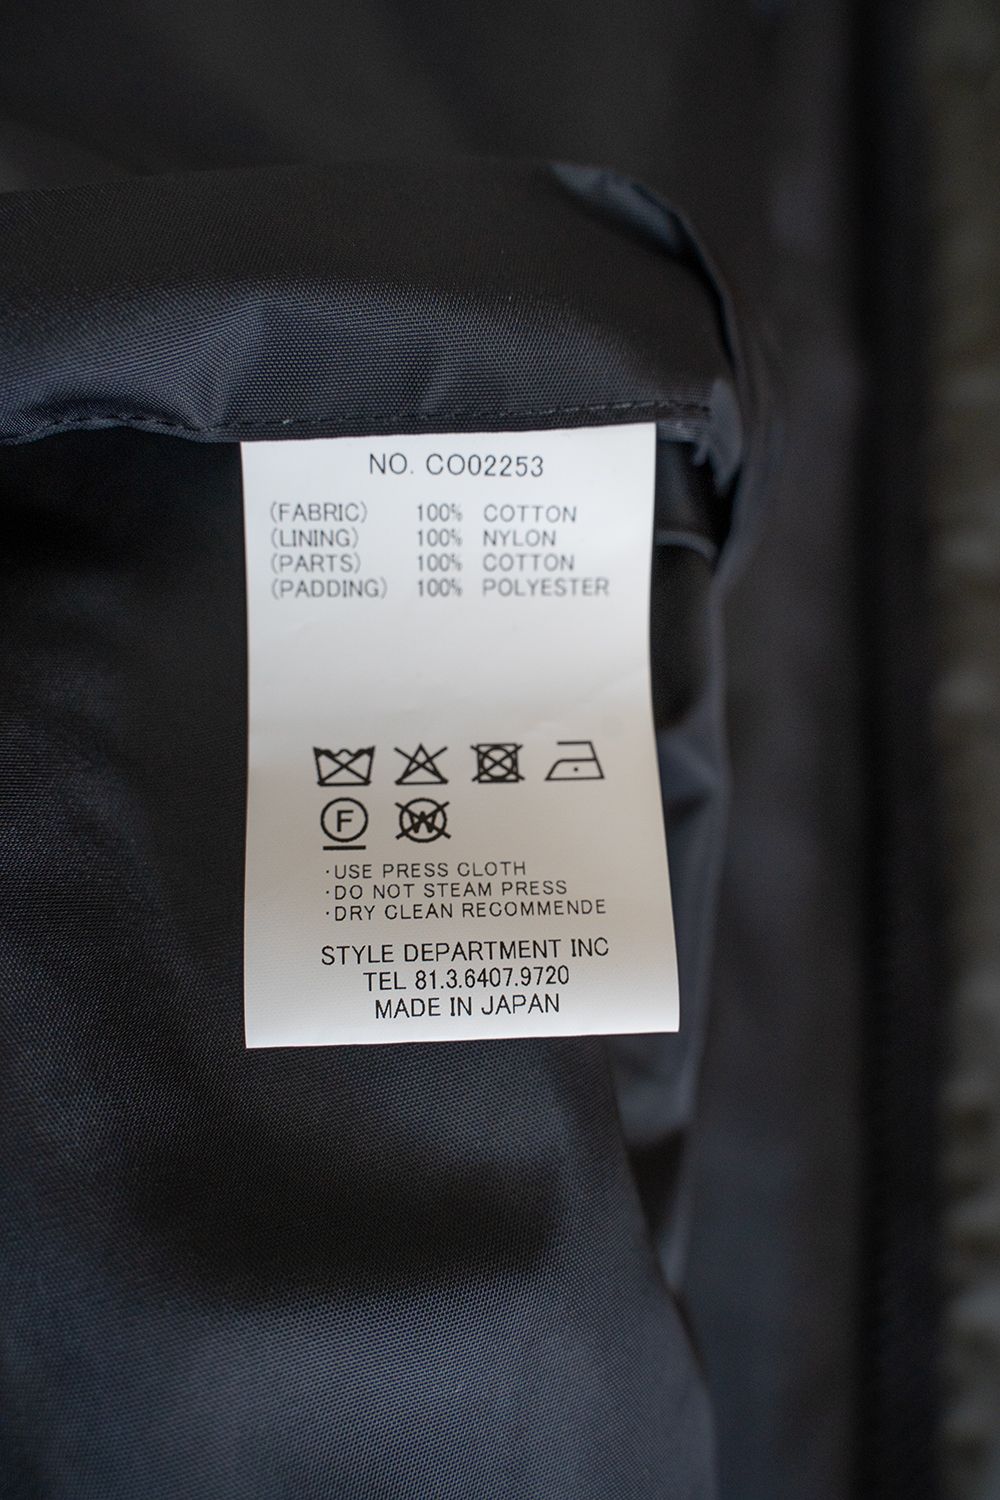 NO. CO02253
(FABRIC) 100% COTTON
(LINING) 100% NYLON
(PARTS) 100% COTTON
(PADDING) 100% POLYESTER
F W
·USE PRESS CLOTH
·DO NOT STEAM PRESS
·DRY CLEAN RECOMMENDE
STYLE DEPARTMENT INC
TEL 81.3.6407.9720
MADE IN JAPAN